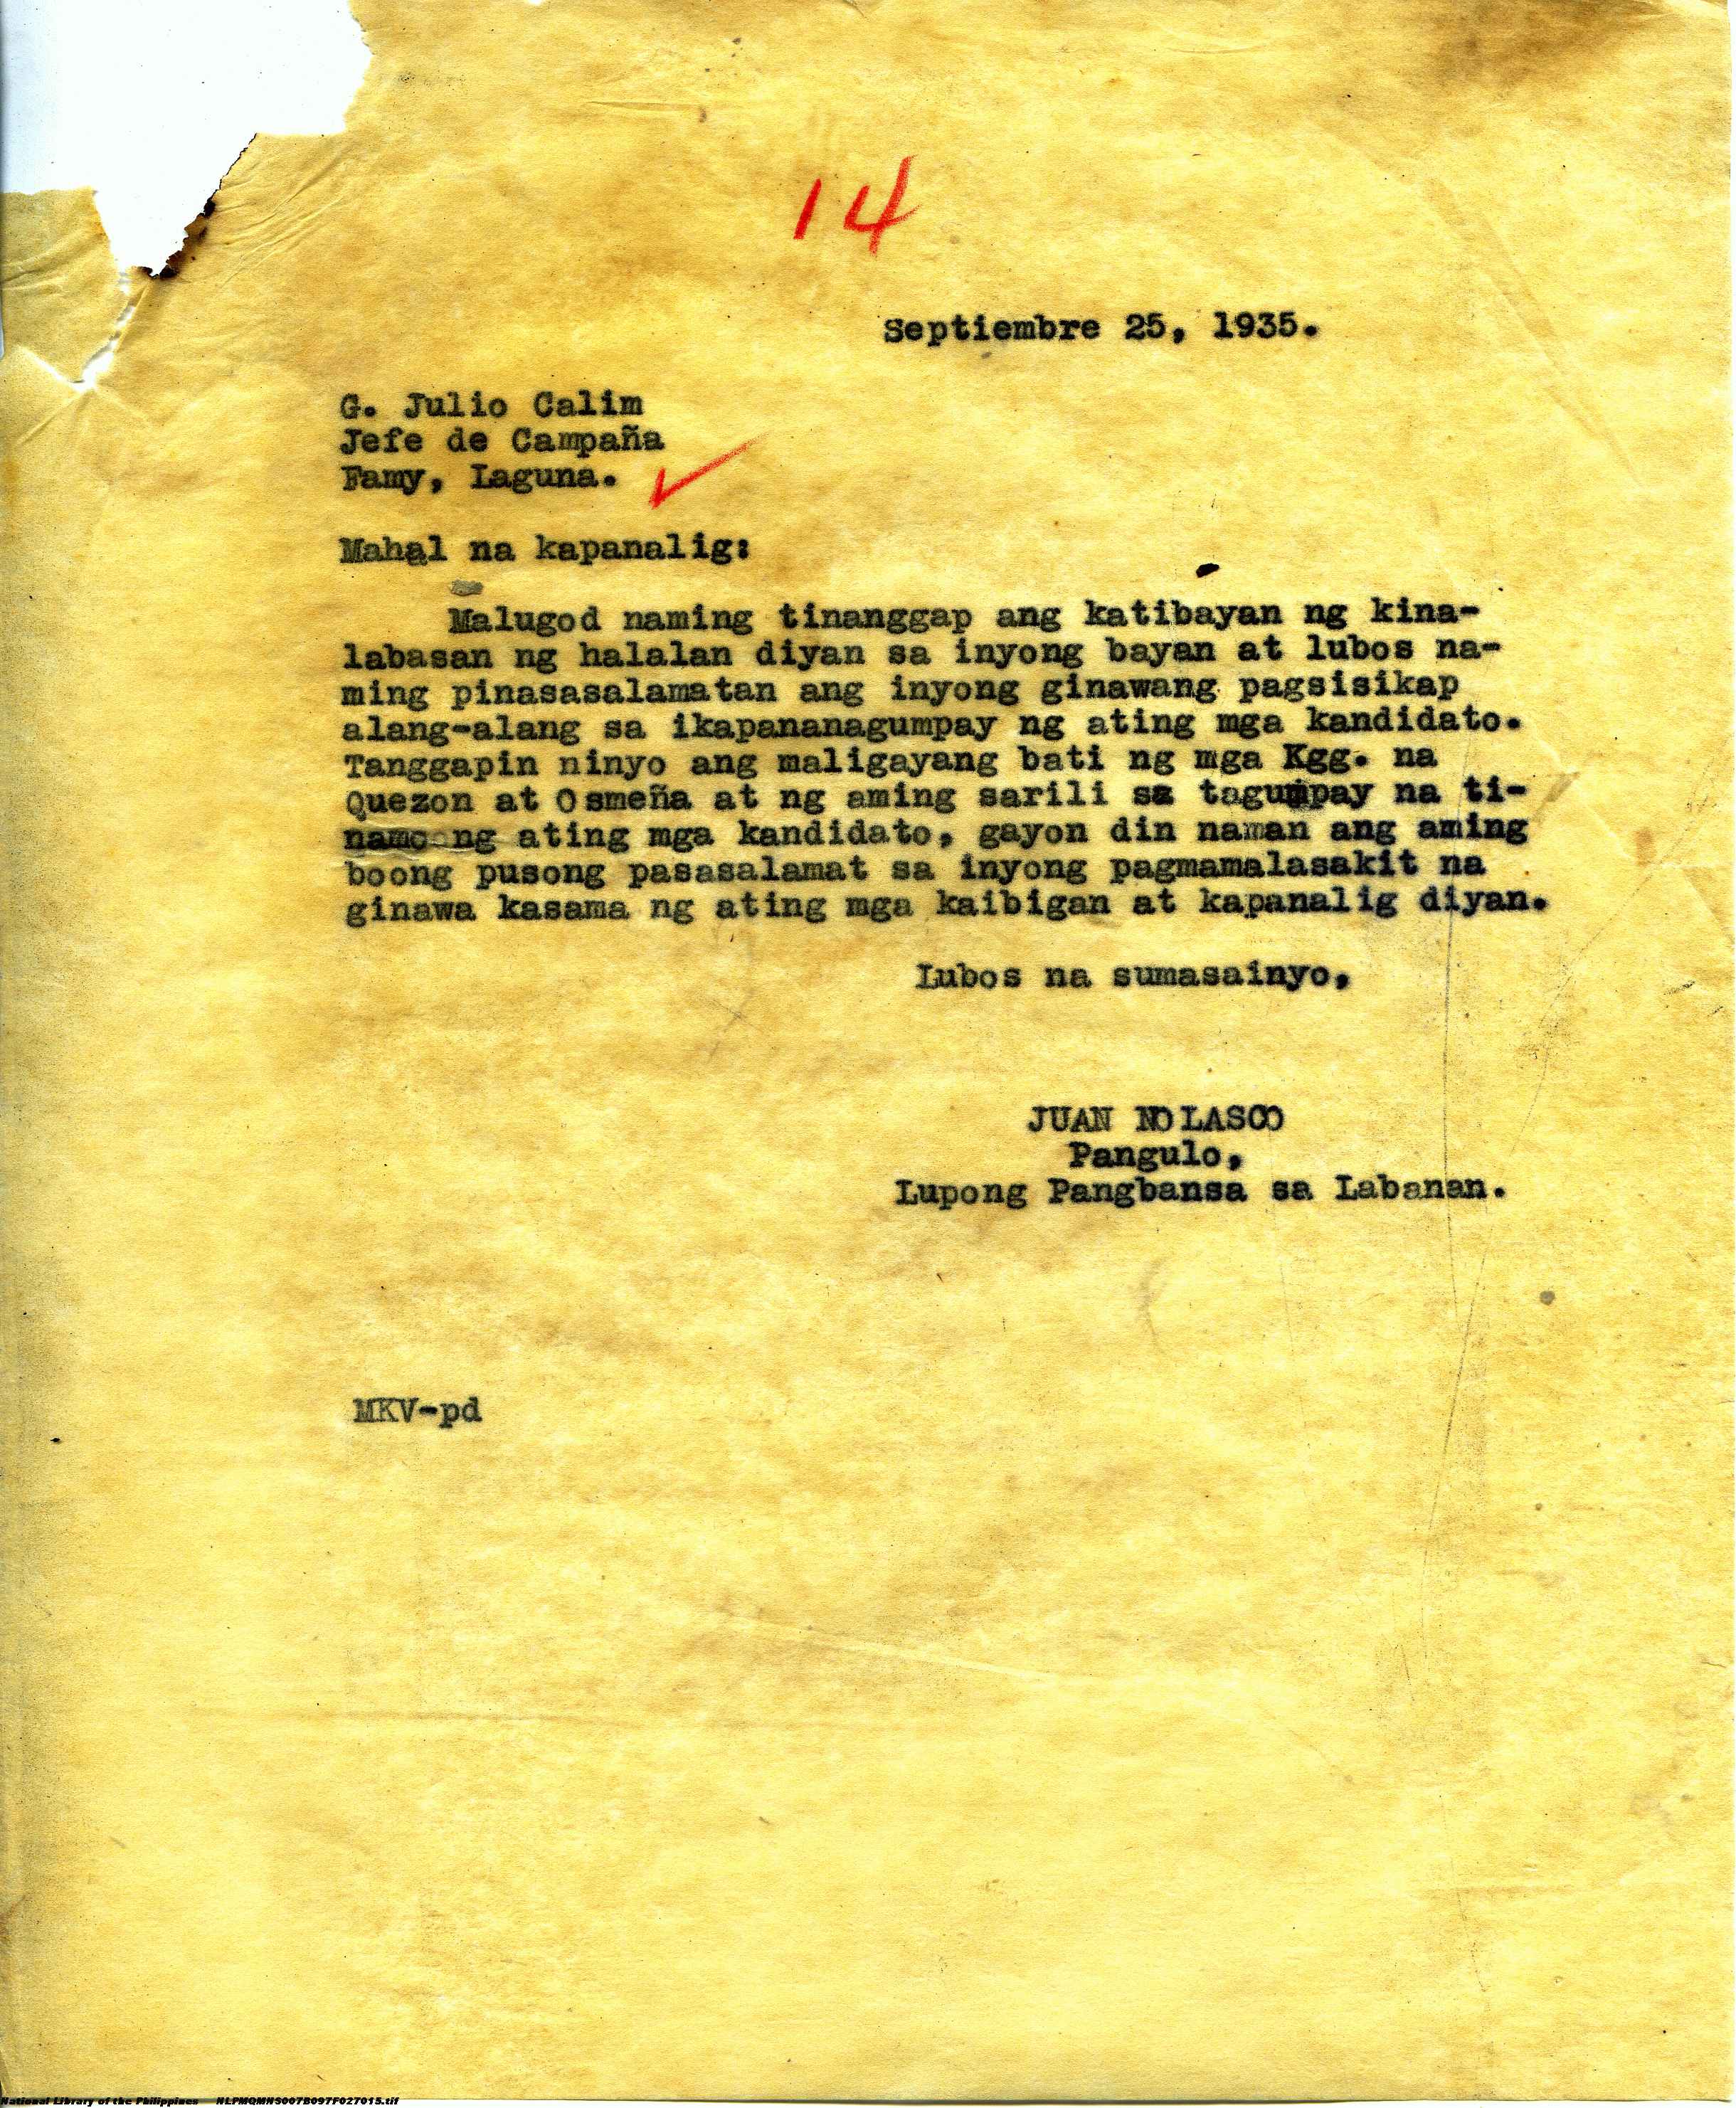 14
Septiembre 25, 1935.
G. Julio Calim
Jefe de Campaña
Famy, Laguna.
Mahal na kapanalig:
Malugod naming tinanggap ang katibayan ng kina-
labasan ng halalan diyan sa inyong bayan at lubos na-
ming pinasasalamatan ang inyong ginawang pagsisikap
alang-alang sa ikapananagumpay ng ating mga kandidato.
Tanggapin ninyo ang maligayang bati ng mga Kgg. na
Quezon at Osmeña at ng aming sarili sa tagumpay na ti-
namo ng ating mga kandidato, gayon din naman ang aming
boong pusong pasasalamat sa inyong pagmamalasakit na
ginawa kasama ng ating mga kaibigan at kapanalig diyan.
Lubos na sumasainyo,
JUAN NOLASCO
Pangulo,
Lupong Pangbansa sa Labanan.
MKV-pd
National Library of the Philippines NLPMQMNS007B097F027015.tif